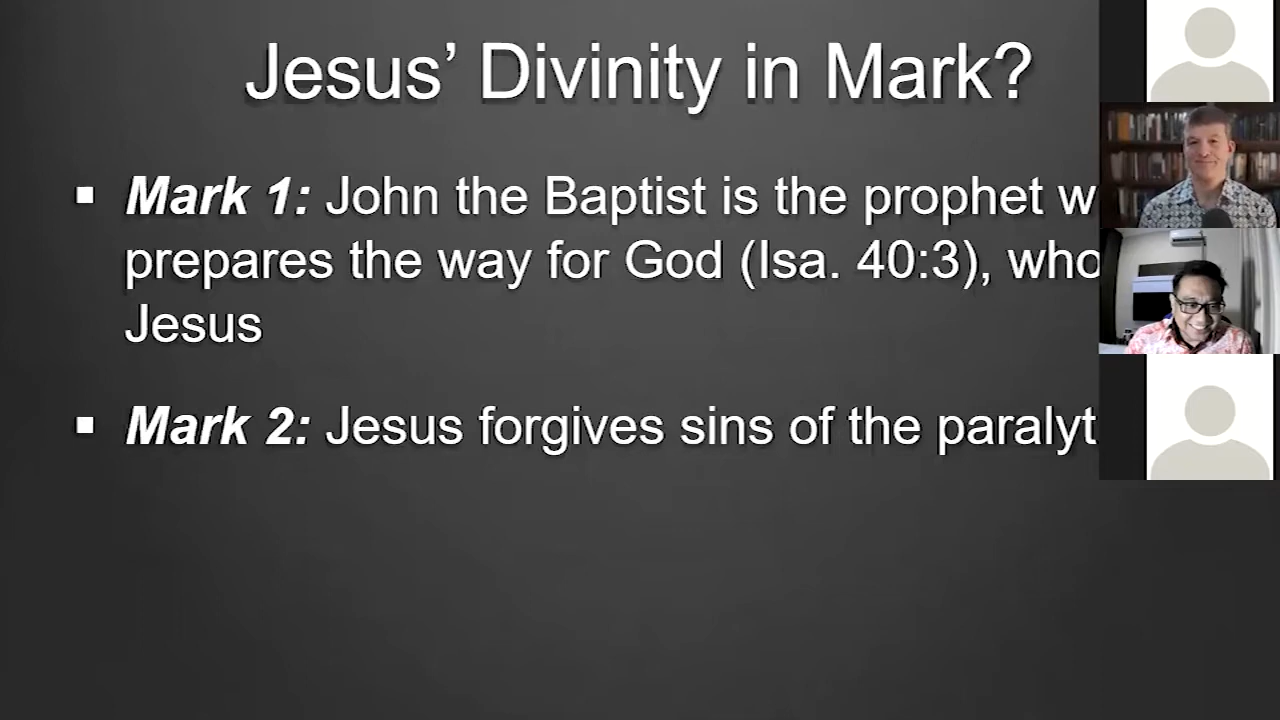 Jesus’ Divinity in Mark?
▪ Mark 1: John the Baptist is the prophet w
prepares the way for God (Isa. 40:3), who
Jesus
▪ Mark 2: Jesus forgives sins of the paralyt